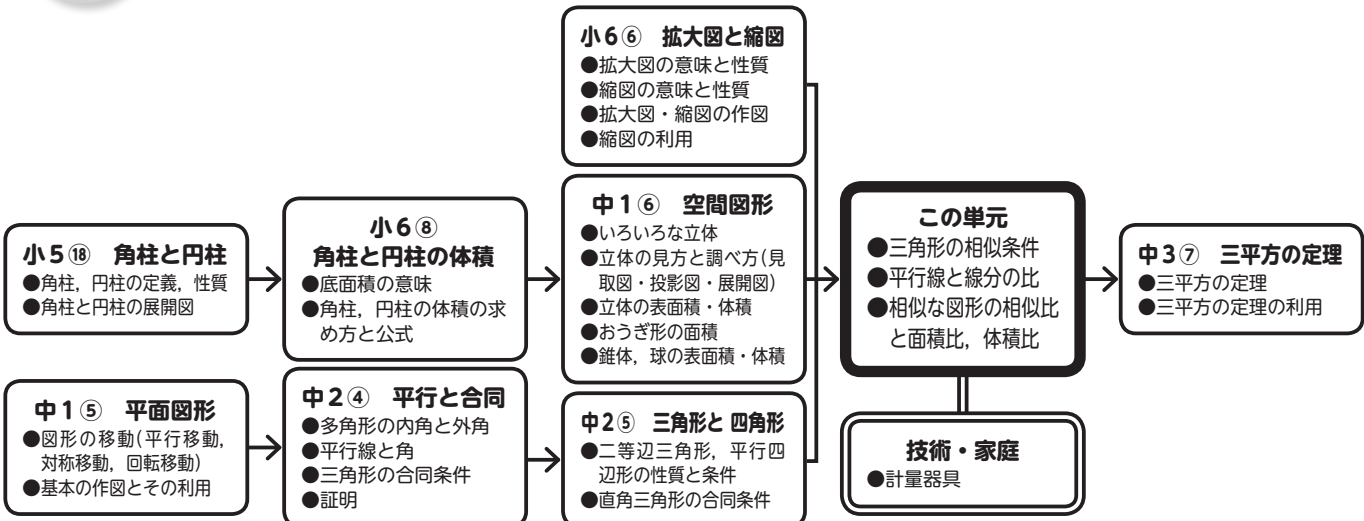 小6⑥ 拡大図と縮図
●拡大図の意味と性質
●縮図の意味と性質
●拡大図・縮図の作図
●縮図の利用
小5⑱ 角柱と円柱
●角柱，円柱の定義，性質
●角柱と円柱の展開図
小6⑧
角柱と円柱の体積
●底面積の意味
●角柱，円柱の体積の求
め方と公式
中1⑥ 空間図形
●いろいろな立体
●立体の見方と調べ方(見
取図・投影図・展開図)
●立体の表面積・体積
●おうぎ形の面積
●錐体，球の表面積・体積
この単元
●三角形の相似条件
●平行線と線分の比
●相似な図形の相似比
と面積比，体積比
中3⑦ 三平方の定理
●三平方の定理
●三平方の定理の利用
中1⑤ 平面図形
●図形の移動(平行移動，
対称移動，回転移動)
●基本の作図とその利用
中2④ 平行と合同
●多角形の内角と外角
●平行線と角
●三角形の合同条件
●証明
中2⑤ 三角形と四角形
●二等辺三角形，平行四
辺形の性質と条件
●直角三角形の合同条件
技術・家庭
●計量器具